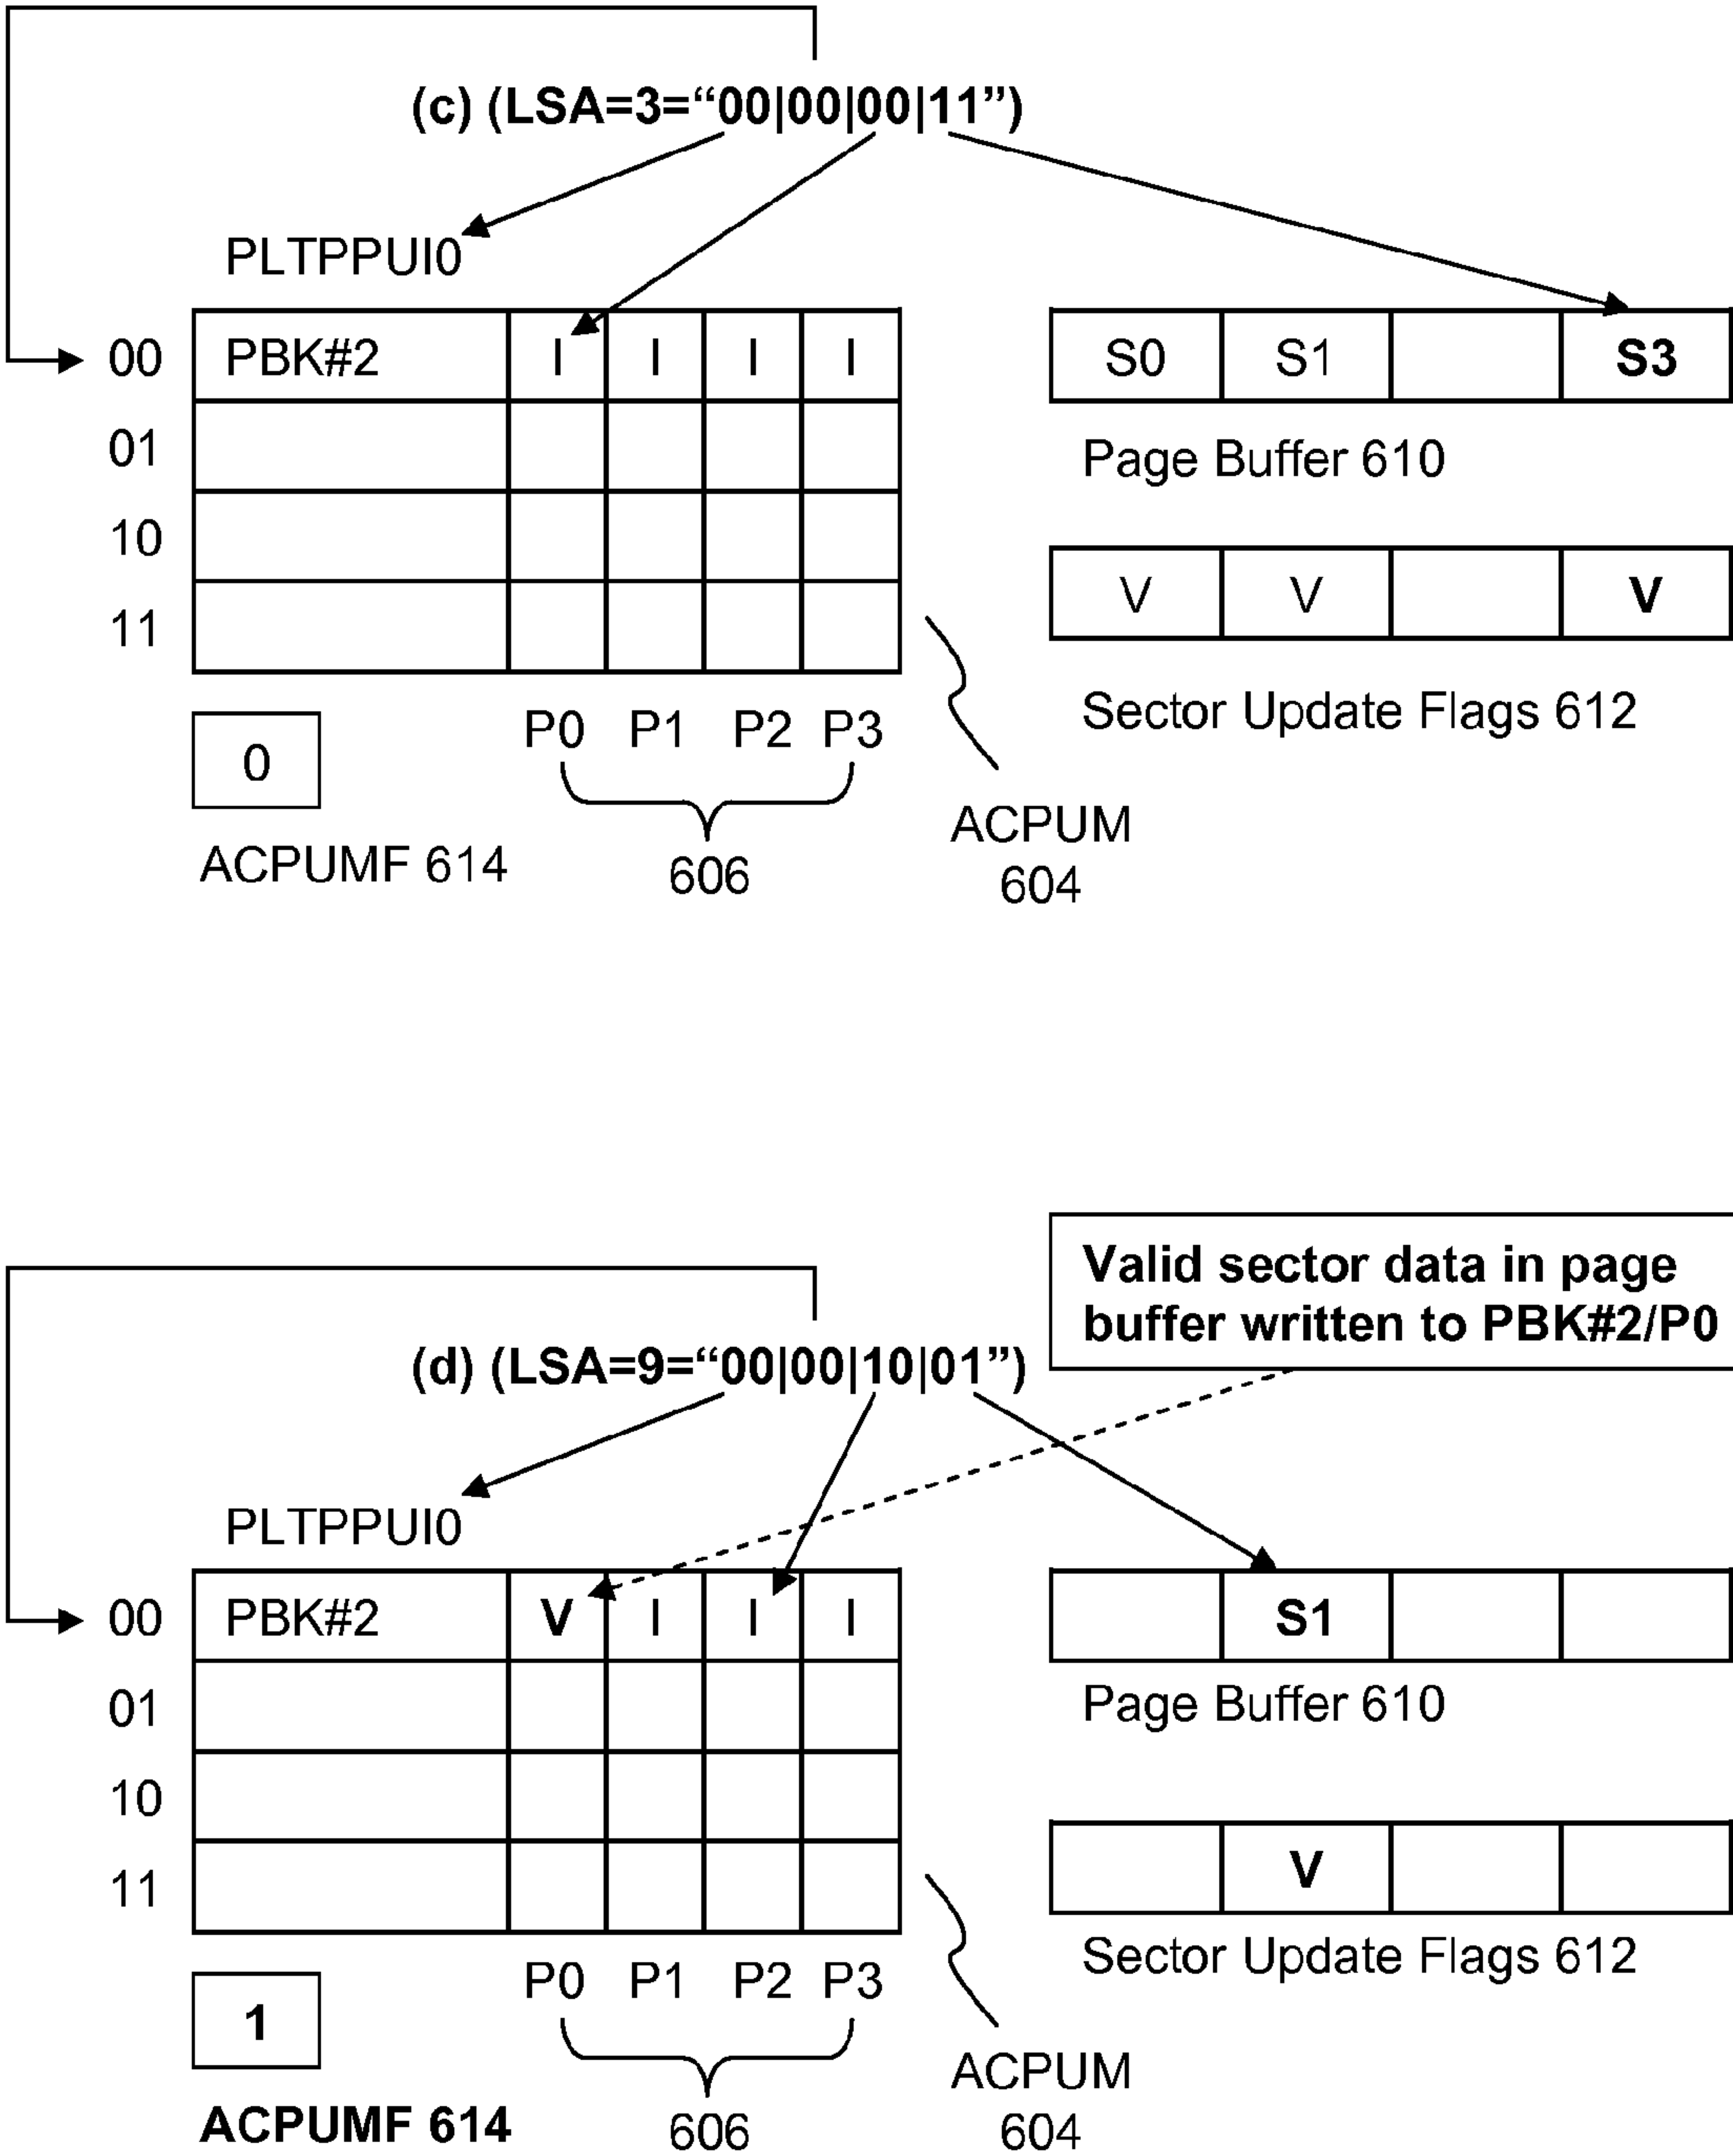 (c) (LSA=3=“00|00|00|11”)
PLTPPUI0
00 PBK#2 I I I I
S0 S1 S3
01
Page Buffer 610
10
V V V
11
Sector Update Flags 612
P0 P1 P2 P3
0
ACPUM
604
ACPUMF 614
606
Valid sector data in page
buffer written to PBK#2/P0
(d) (LSA=9=“00|00|10|01”)
PLTPPUI0
00 PBK#2 V I I I
S1
01
Page Buffer 610
10
V
11
Sector Update Flags 612
P0 P1 P2 P3
1
ACPUM
604
ACPUMF 614
606